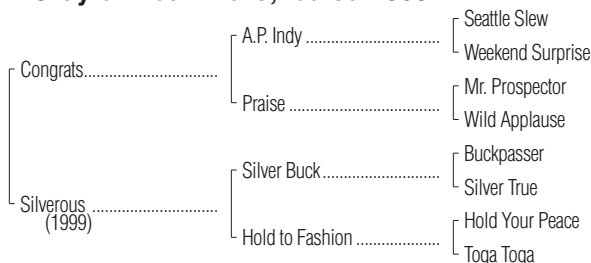 Seattle Slew
A.P. Indy ................................
Weekend Surprise
Congrats................................
Mr. Prospector
Praise ...................................
Wild Applause
Buckpasser
Silver Buck............................
Silver True
Silverous ..............................
(1999)
Hold Your Peace
Hold to Fashion ....................
Toga Toga